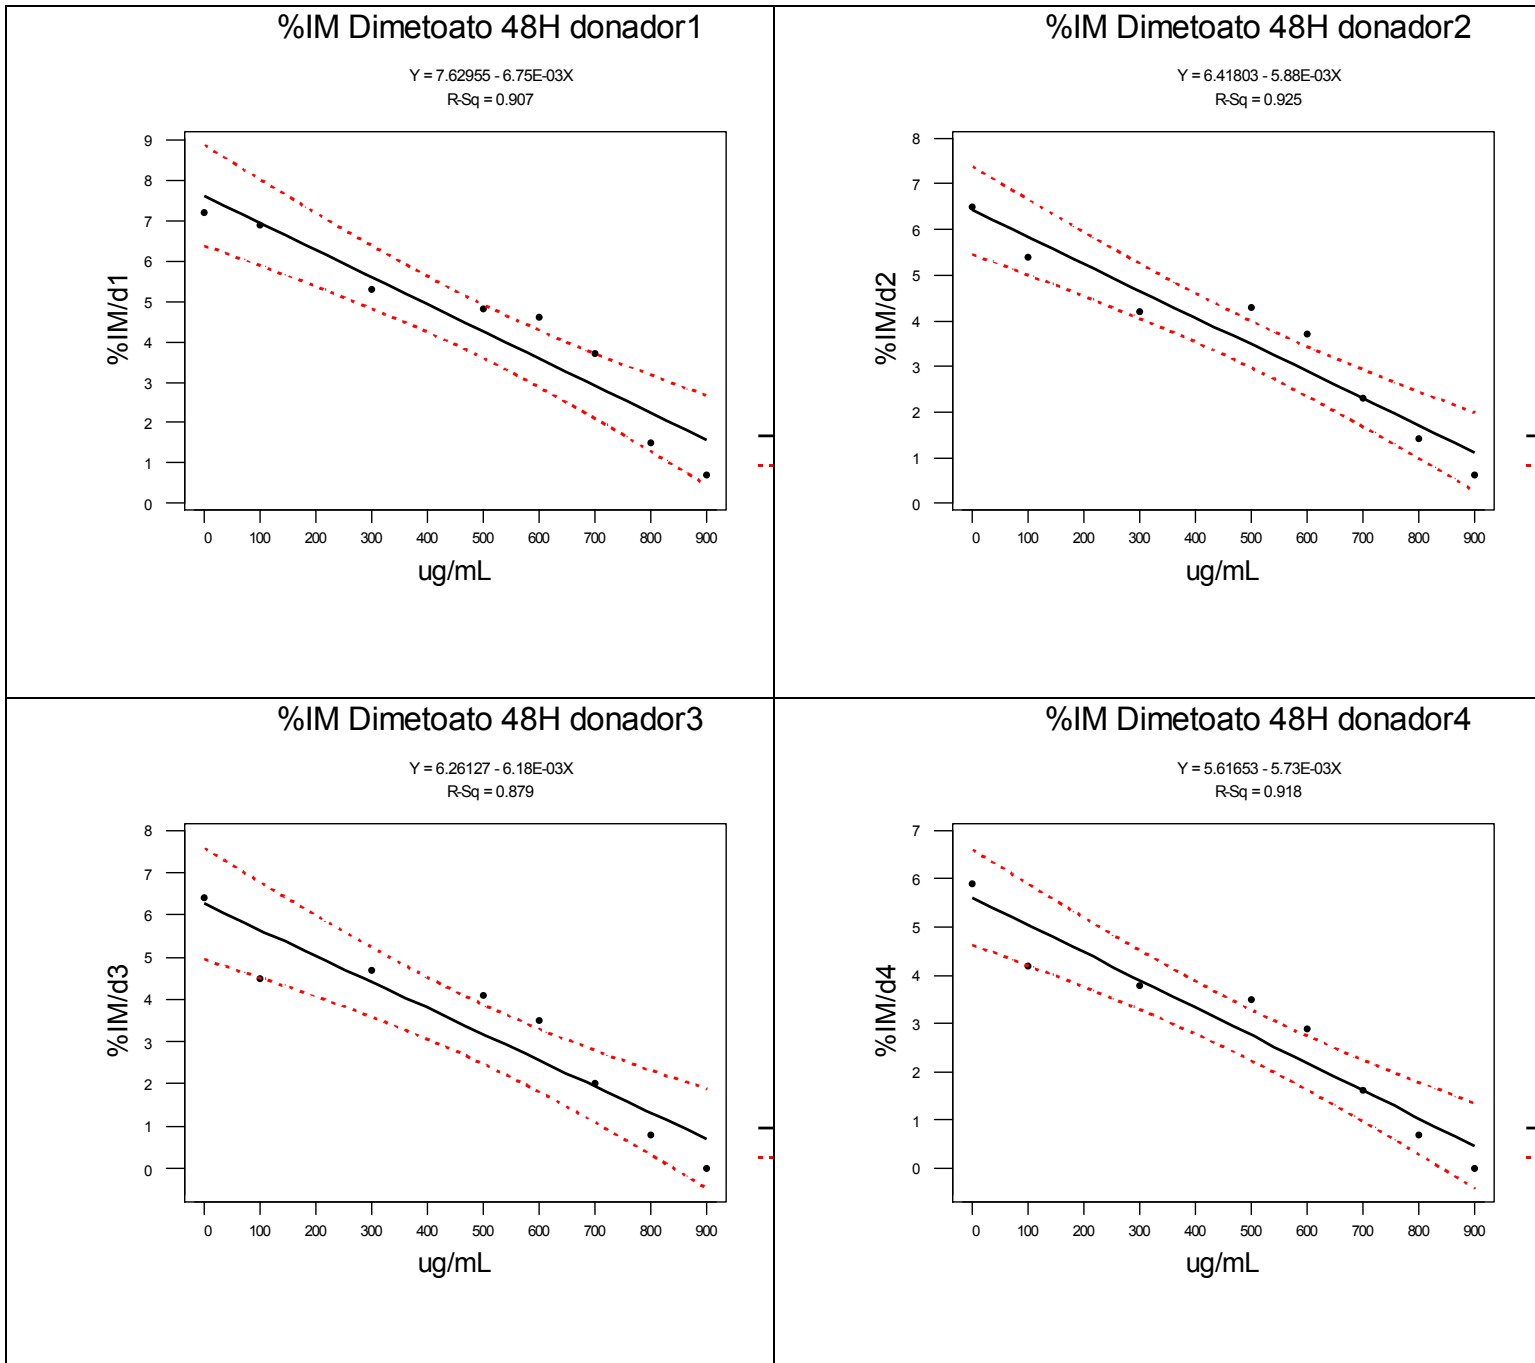 %IM Dimetoato 48H donador1
Y = 7.62955 - 6.75E-03X
R-Sq = 0.907
9
8
7
6
5
4
3
2
1
0
%IM/d1
0 100 200 300 400 500 600 700 800 900
ug/mL
%IM Dimetoato 48H donador2
Y = 6.41803 - 5.88E-03X
R-Sq = 0.925
8
7
6
5
4
3
2
1
0
%IM/d2
0 100 200 300 400 500 600 700 800 900
ug/mL
%IM Dimetoato 48H donador3
Y = 6.26127 - 6.18E-03X
R-Sq = 0.879
8
7
6
5
4
3
2
1
0
%IM/d3
0 100 200 300 400 500 600 700 800 900
ug/mL
%IM Dimetoato 48H donador4
Y = 5.61653 - 5.73E-03X
R-Sq = 0.918
7
6
5
4
3
2
1
0
%IM/d4
0 100 200 300 400 500 600 700 800 900
ug/mL